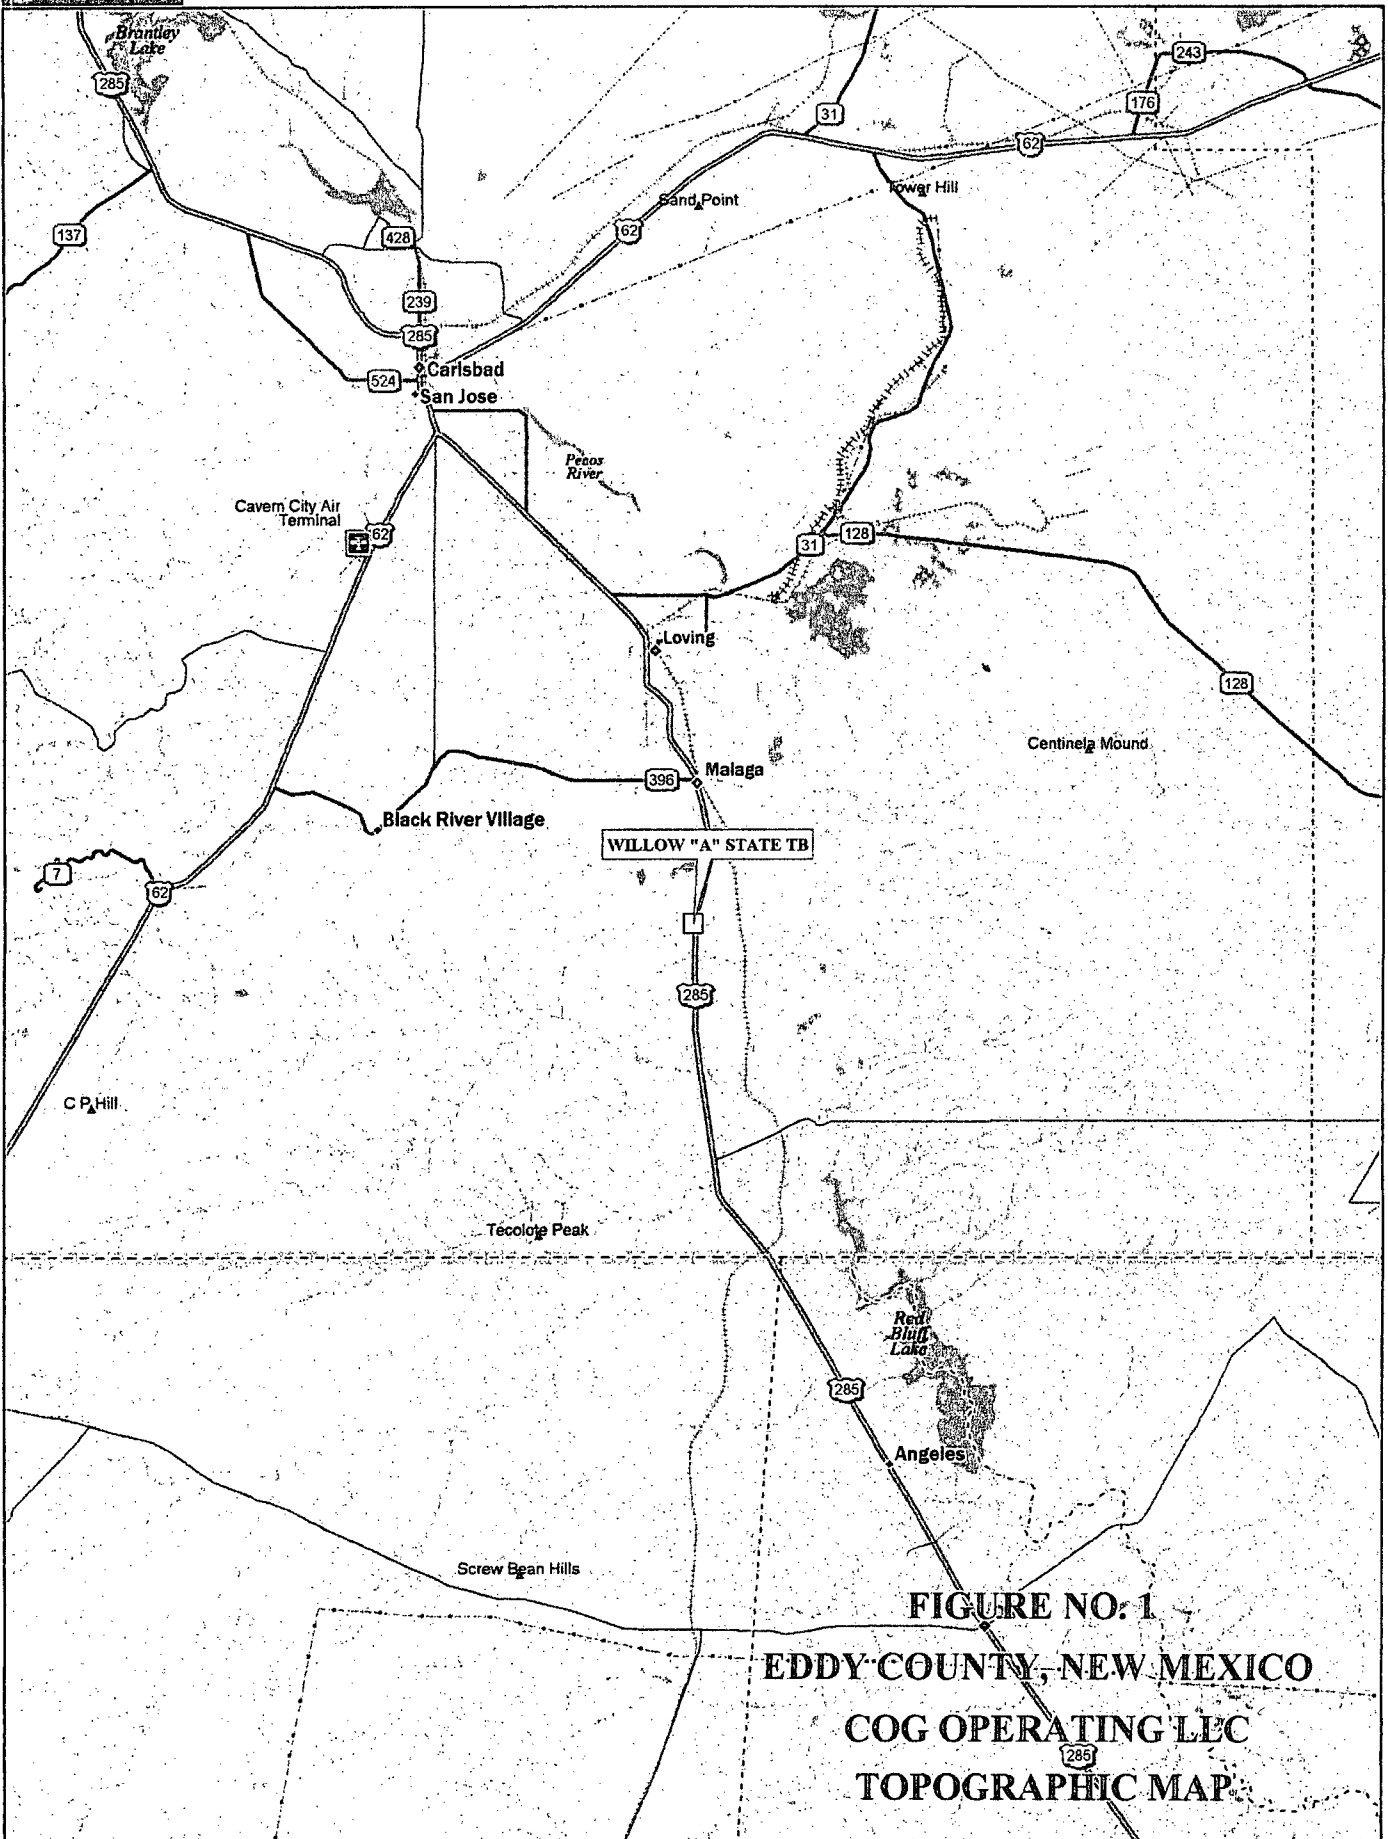 Brantley
Lake
285
243
176
31
62
Sand Point
Tower Hill
137
428
62
239
285
Carlsbad
524
San Jose
Pecos
River
Cavern City Air
Terminal
62
31
128
Loving
128
Centinela Mound
Malaga
396
Black River Village
WILLOW "A" STATE TB
7
62
285
C P Hill
Tecolote Peak
Red
Bluff
Lake
285
Angeles
Screw Bean Hills
FIGURE NO. 1
EDDY COUNTY, NEW MEXICO
COG OPERATING LLC
285
TOPOGRAPHIC MAP